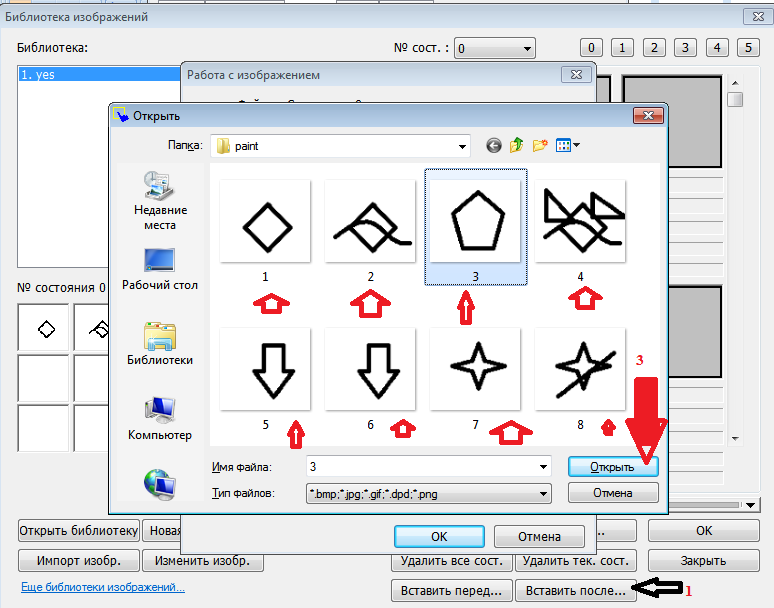 Библиотека изображений
Библиотека: № сост. : 0 0 1 2 3 4 5
1. yes
Работа с изображением
Открыть
Папка: paint
Недавние места
Рабочий стол
Библиотеки
Компьютер
1 2 3 4
5 6 7 8
3
№ состояния 0
Имя файла: 3 Открыть
Тип файлов: *.bmp;*.jpg;*.gif;*.dpd;*.png Отмена
OK Отмена
Открыть библиотеку Новая .. OK
Импорт изобр. Изменить изобр. Удалить все сост. Удалить тек. сост. Закрыть
Еще библиотеки изображений... Вставить перед... Вставить после... 1